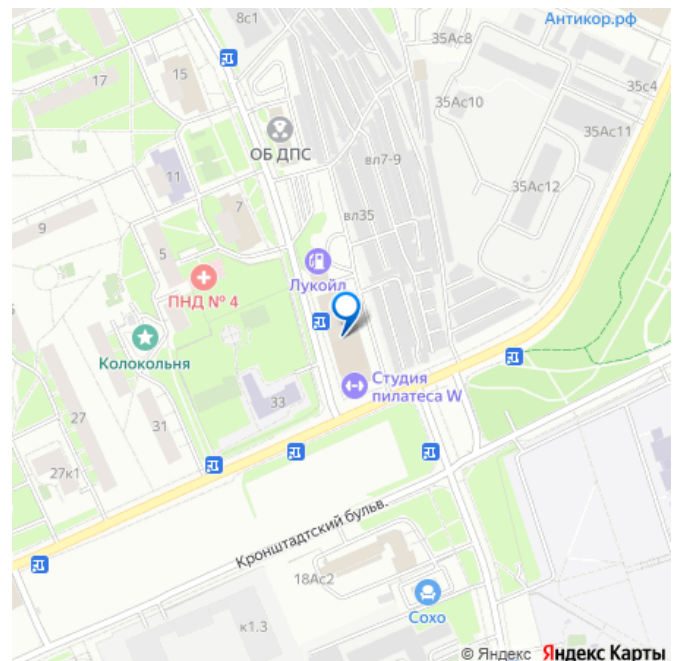 8с1
Антикор.рф
35Ас8
17
15
35с4
35Ас10
35Ас11
ОБ ДПС
вл7-9
11
35Ас12
7
вл35
9
5
Лукойл
ПНД № 4
Колокольня
Студия
пилатеса W
33
27
31
27к1
Кронштадтский бульв.
18Ас2
Сохо
к1.3
© Яндекс Яндекс Карты